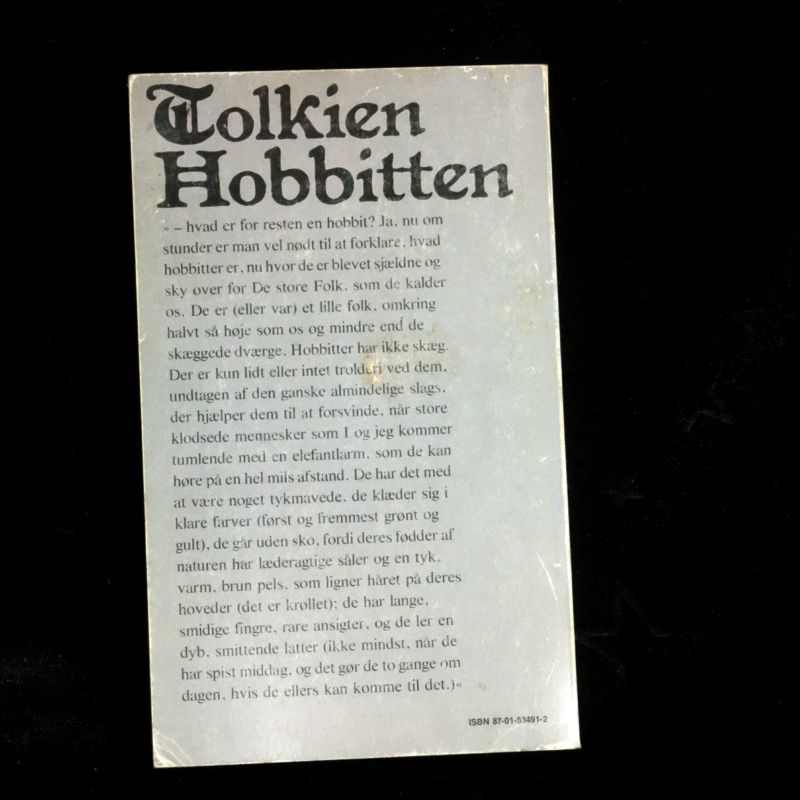 Tolkien
Hobbitten
» – hvad er for resten en hobbit? Ja, nu om
stunder er man vel nødt til at forklare, hvad
hobbitter er, nu hvor de er blevet sjældne og
sky over for De store Folk, som de kalder
os. De er (eller var) et lille folk, omkring
halvt så høje som os og mindre end de
skæggede dværge. Hobbitter har ikke skæg.
Der er kun lidt eller intet trolderi ved dem,
undtagen af den ganske almindelige slags,
der hjælper dem til at forsvinde, når store
klodsede mennesker som I og jeg kommer
tumlende med en elefantlarm, som de kan
høre på en hel mils afstand. De har det med
at være noget tykmavede, de klæder sig i
klare farver (først og fremmest grønt og
gult), de går uden sko, fordi deres fødder af
naturen har læderagtige såler og en tyk,
varm, brun pels, som ligner håret på deres
hoveder (det er krøllet); de har lange,
smidige fingre, rare ansigter, og de ler en
dyb, smittende latter (ikke mindst, når de
har spist middag, og det gør de to gange om
dagen, hvis de ellers kan komme til det.)«
ISBN 87-01-53491-2